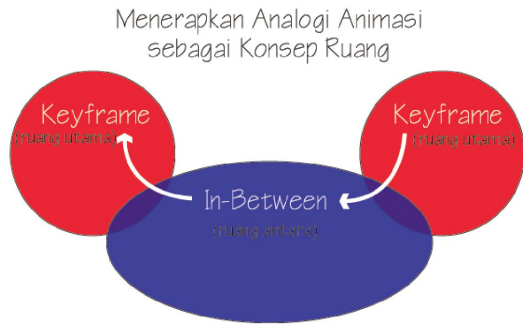 Menerapkan Analogi Animasi
sebagai Konsep Ruang
Keyframe
(ruang utama)
Keyframe
(ruang utama)
In-Between
(ruang antara)